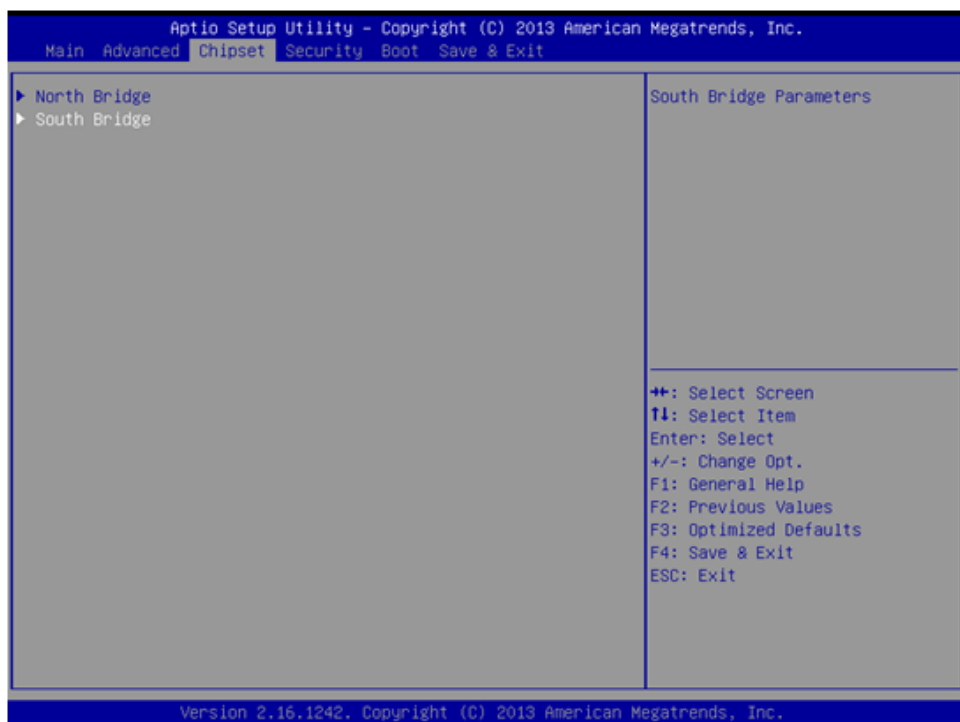 Aptio Setup Utility - Copyright (C) 2013 American Megatrends, Inc.
Main Advanced Chipset Security Boot Save & Exit
North Bridge
South Bridge
South Bridge Parameters
→←: Select Screen
↑↓: Select Item
Enter: Select
+/-: Change Opt.
F1: General Help
F2: Previous Values
F3: Optimized Defaults
F4: Save & Exit
ESC: Exit
Version 2.16.1242. Copyright (C) 2013 American Megatrends, Inc.